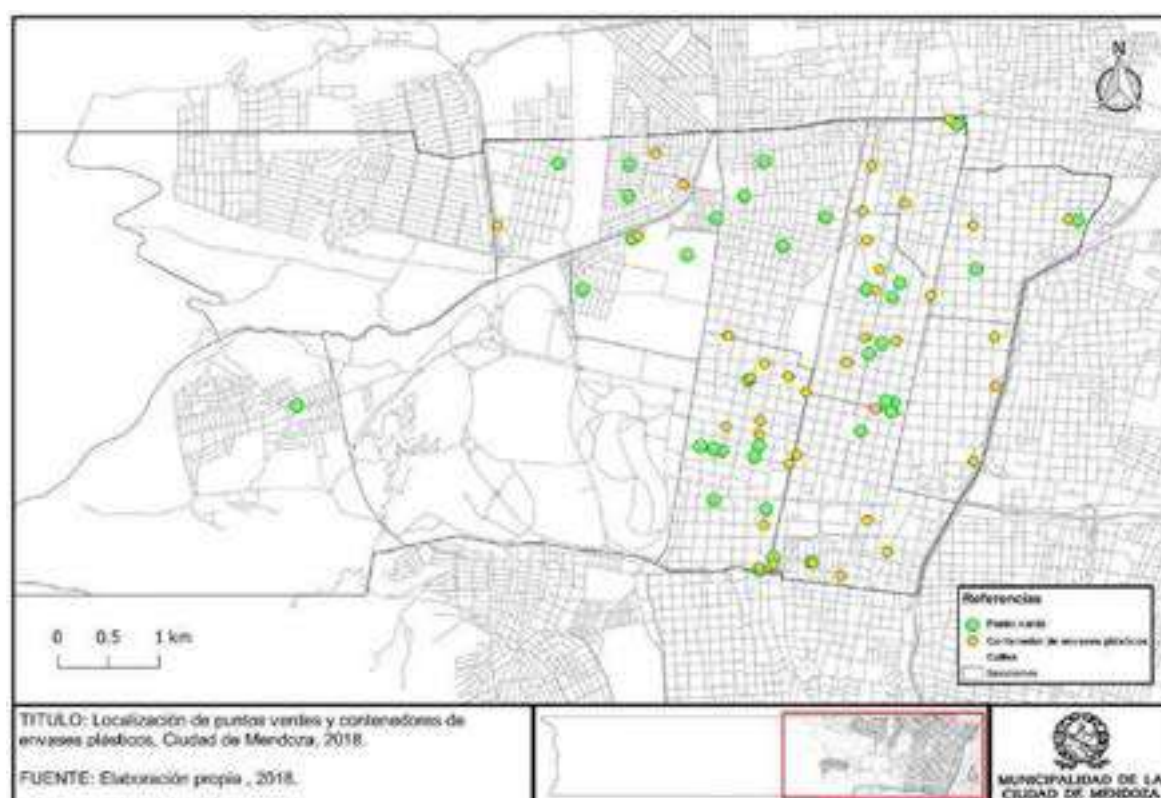 N
0 0.5 1 km
Referencias
Punto verde
Contenedor de envases plásticos
Calles
Secciones
TITULO: Localización de puntos verdes y contenedores de
envases plásticos. Ciudad de Mendoza, 2018.
FUENTE: Elaboración propia , 2018.
MUNICIPALIDAD DE LA
CIUDAD DE MENDOZA